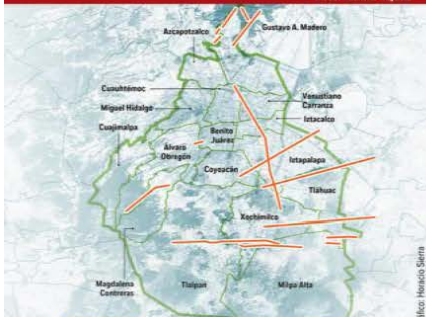 Azcapotzalco
Gustavo A. Madero
Cuauhtémoc
Venustiano
Carranza
Miguel Hidalgo
Iztacalco
Cuajimalpa
Benito
Juárez
Álvaro
Obregón
Iztapalapa
Coyoacán
Tláhuac
Xochimilco
Magdalena
Contreras
Tlalpan
Milpa Alta
Gráfico: Horacio Sierra